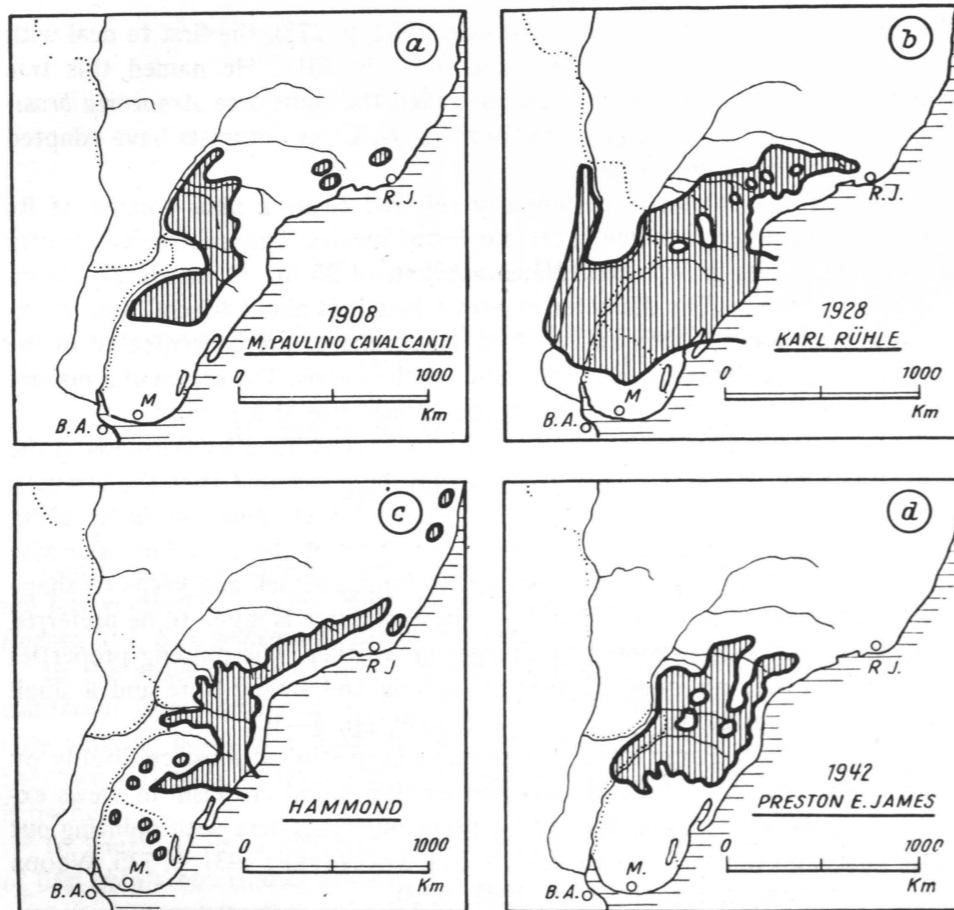 a
R.J.
1908
M. PAULINO CAVALCANTI
0 1000
Km
M
B.A.
b
R.J.
1928
KARL RÜHLE
0 1000
Km
M
B.A.
c
R.
HAMMOND
0 1000
Km
M.
B.A.
d
R.J.
1942
PRESTON E. JAMES
0 1000
Km
M.
B.A.